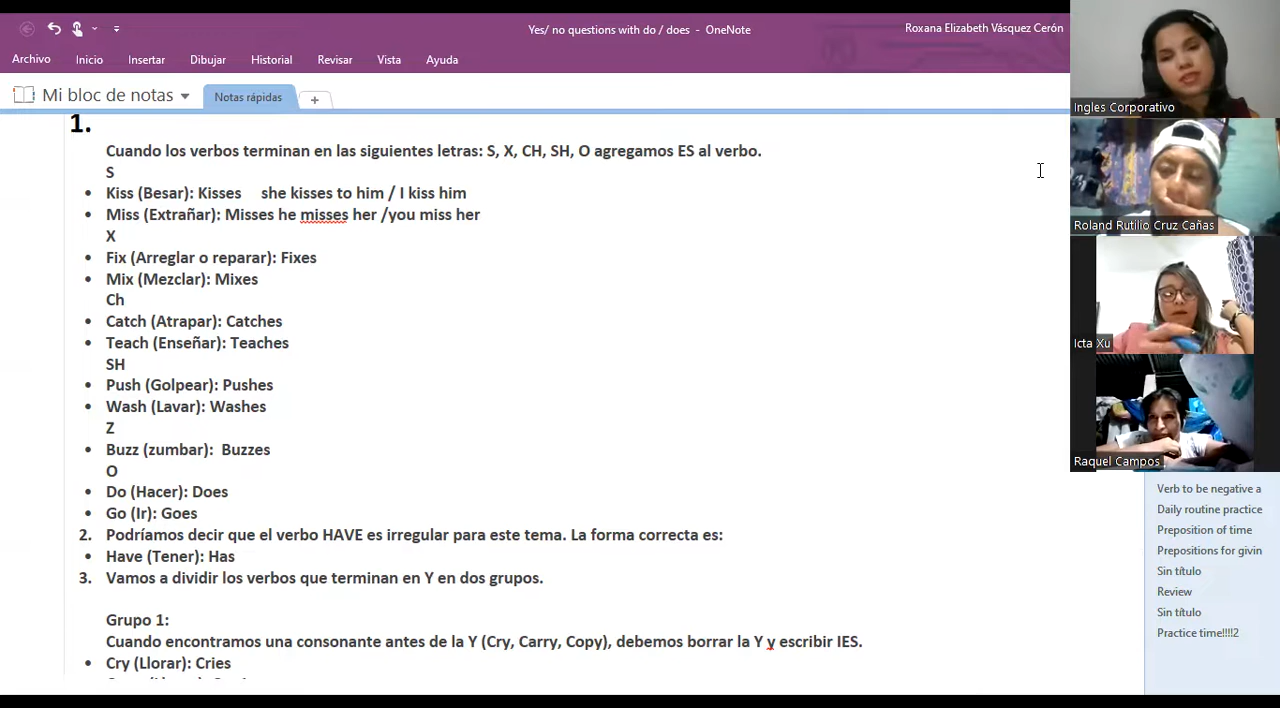 Yes/ no questions with do / does - OneNote
Roxana Elizabeth Vásquez Cerón
Archivo Inicio Insertar Dibujar Historial Revisar Vista Ayuda
Mi bloc de notas
Notas rápidas
+
1.
Cuando los verbos terminan en las siguientes letras: S, X, CH, SH, O agregamos ES al verbo.
S
• Kiss (Besar): Kisses she kisses to him / I kiss him
• Miss (Extrañar): Misses he misses her /you miss her
X
• Fix (Arreglar o reparar): Fixes
• Mix (Mezclar): Mixes
Ch
• Catch (Atrapar): Catches
• Teach (Enseñar): Teaches
SH
• Push (Golpear): Pushes
• Wash (Lavar): Washes
Z
• Buzz (zumbar): Buzzes
O
• Do (Hacer): Does
• Go (Ir): Goes
2. Podríamos decir que el verbo HAVE es irregular para este tema. La forma correcta es:
• Have (Tener): Has
3. Vamos a dividir los verbos que terminan en Y en dos grupos.
Grupo 1:
Cuando encontramos una consonante antes de la Y (Cry, Carry, Copy), debemos borrar la Y y escribir IES.
• Cry (Llorar): Cries
Ingles Corporativo
Roland Rutilio Cruz Cañas
Icta Xu
Raquel Campos
Verb to be negative a
Daily routine practice
Preposition of time
Prepositions for givin
Sin título
Review
Sin título
Practice time!!!!2